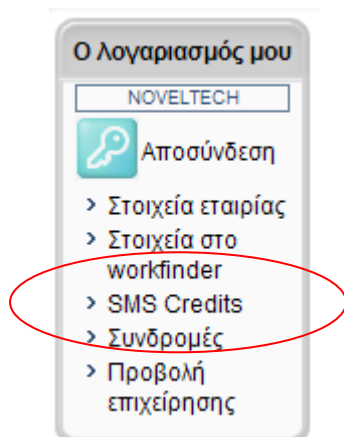 Ο λογαριασμός μου
NOVELTECH
Αποσύνδεση
Στοιχεία εταιρίας
Στοιχεία στο
workfinder
SMS Credits
Συνδρομές
Προβολή
επιχείρησης